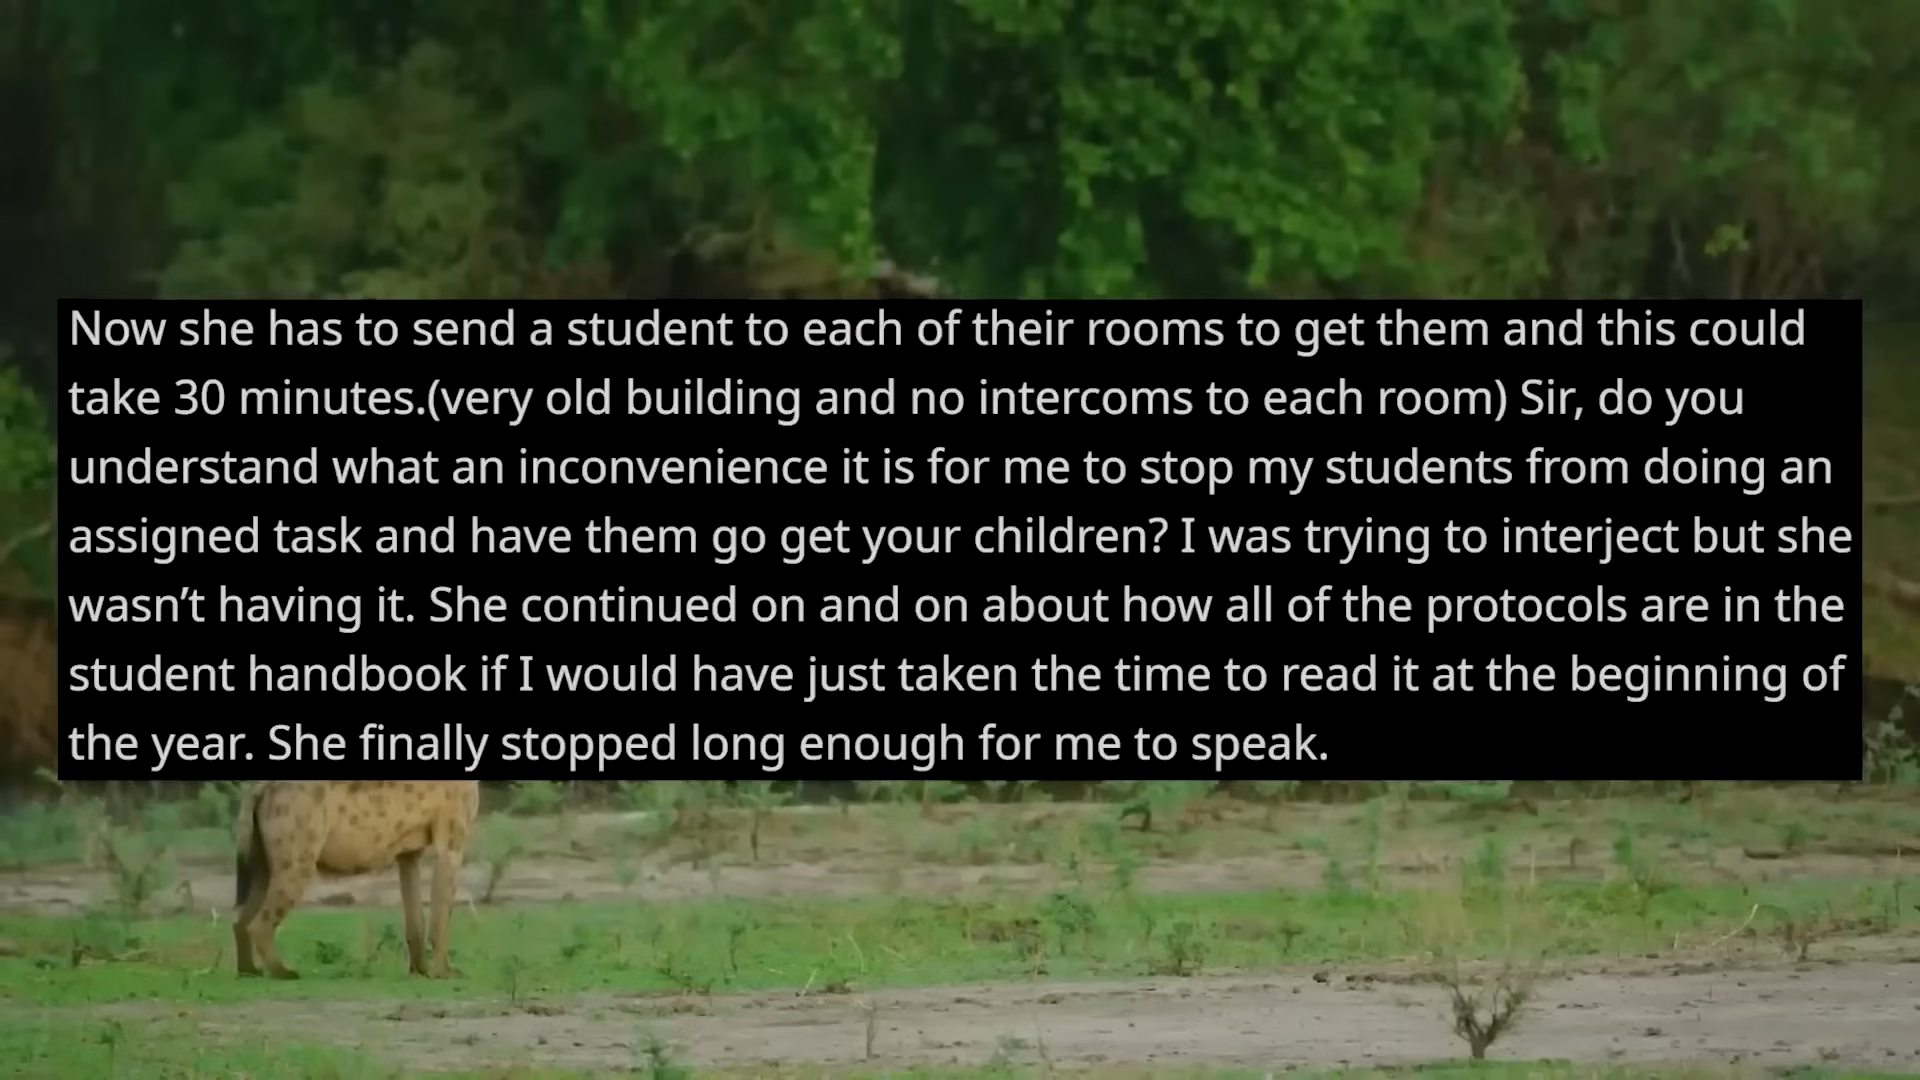 Now she has to send a student to each of their rooms to get them and this could
take 30 minutes.(very old building and no intercoms to each room) Sir, do you
understand what an inconvenience it is for me to stop my students from doing an
assigned task and have them go get your children? I was trying to interject but she
wasn’t having it. She continued on and on about how all of the protocols are in the
student handbook if I would have just taken the time to read it at the beginning of
the year. She finally stopped long enough for me to speak.